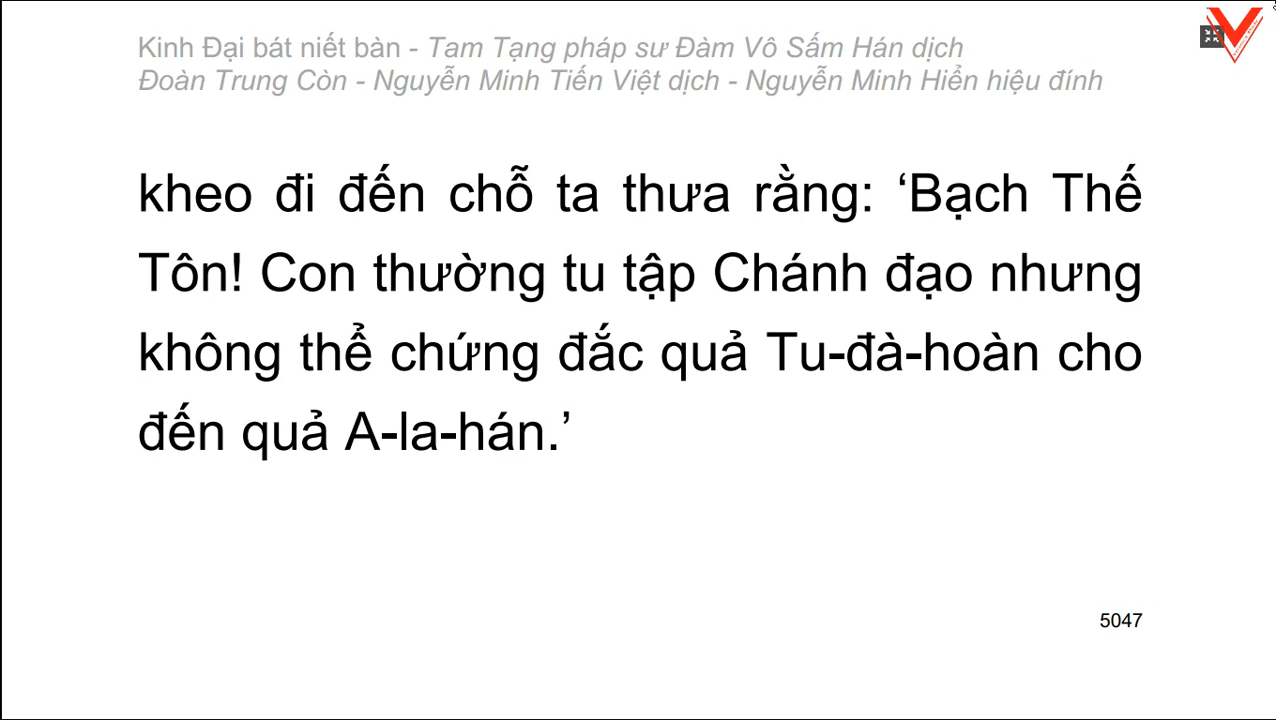 Kinh Đại bát niết bàn - Tam Tạng pháp sư Đàm Vô Sấm Hán dịch
Đoàn Trung Còn - Nguyễn Minh Tiến Việt dịch - Nguyễn Minh Hiển hiệu đính
kheo đi đến chỗ ta thưa rằng: ‘Bạch Thế
Tôn! Con thường tu tập Chánh đạo nhưng
không thể chứng đắc quả Tu-đà-hoàn cho
đến quả A-la-hán.’
5047